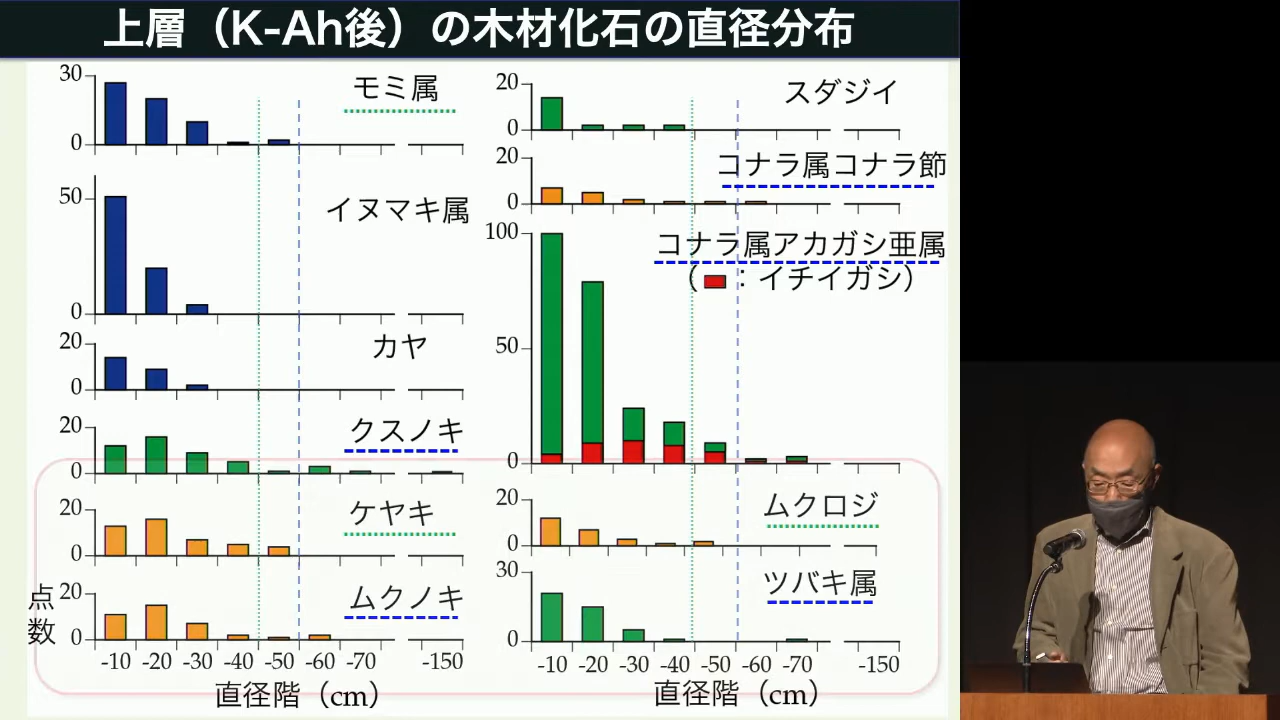 上層（K-Ah後）の木材化石の直径分布
30
0
モミ属
50
0
イヌマキ属
20
0
カヤ
20
0
クスノキ
20
0
ケヤキ
点数
20
0
ムクノキ
-10 -20 -30 -40 -50 -60 -70 -150
直径階（cm）
20
0
スダジイ
20
0
コナラ属コナラ節
100
50
0
コナラ属アカガシ亜属
（ ：イチイガシ）
20
0
ムクロジ
30
0
ツバキ属
-10 -20 -30 -40 -50 -60 -70 -150
直径階（cm）